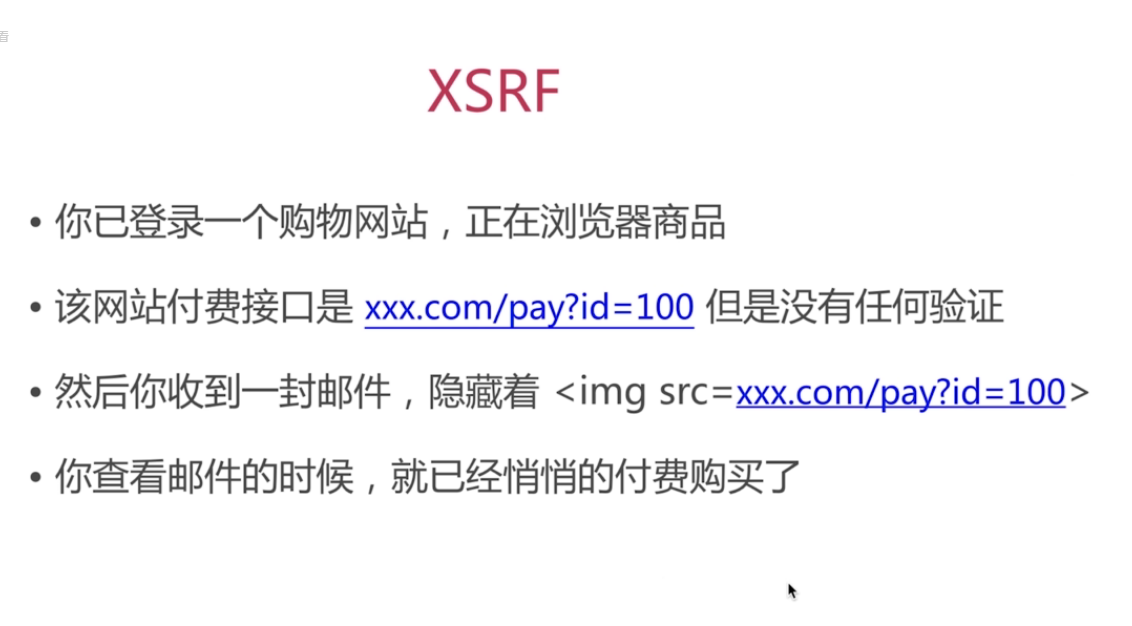 看
XSRF
• 你已登录一个购物网站，正在浏览器商品
• 该网站付费接口是 xxx.com/pay?id=100 但是没有任何验证
• 然后你收到一封邮件，隐藏着 <img src=xxx.com/pay?id=100>
• 你查看邮件的时候，就已经悄悄的付费购买了